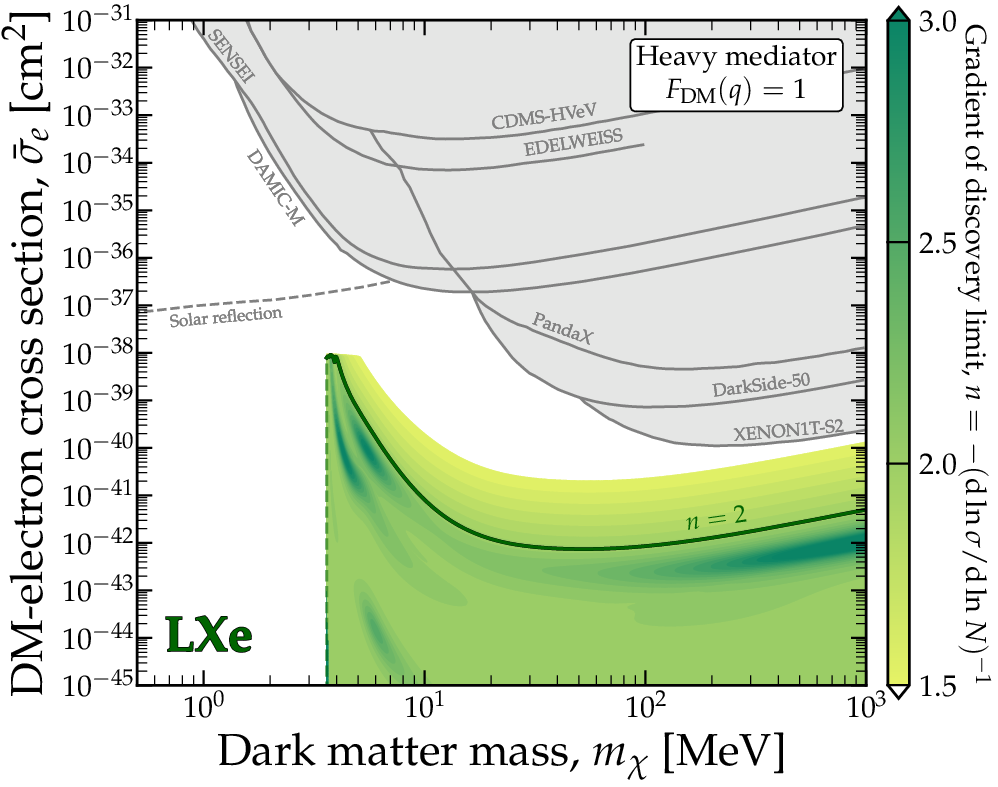 10⁻³¹
10⁻³²
10⁻³³
10⁻³⁴
10⁻³⁵
10⁻³⁶
10⁻³⁷
10⁻³⁸
10⁻³⁹
10⁻⁴⁰
10⁻⁴¹
10⁻⁴²
10⁻⁴³
10⁻⁴⁴
10⁻⁴⁵
DM-electron cross section, σ̄ₑ [cm²]
Heavy mediator
F_DM(q) = 1
SENSEI
CDMS-HVeV
EDELWEISS
DAMIC-M
Solar reflection
PandaX
DarkSide-50
XENON1T-S2
n = 2
LXe
10⁰
10¹
10²
10³
Dark matter mass, m_χ [MeV]
3.0
2.5
2.0
1.5
Gradient of discovery limit, n = −(d ln σ/d ln N)⁻¹